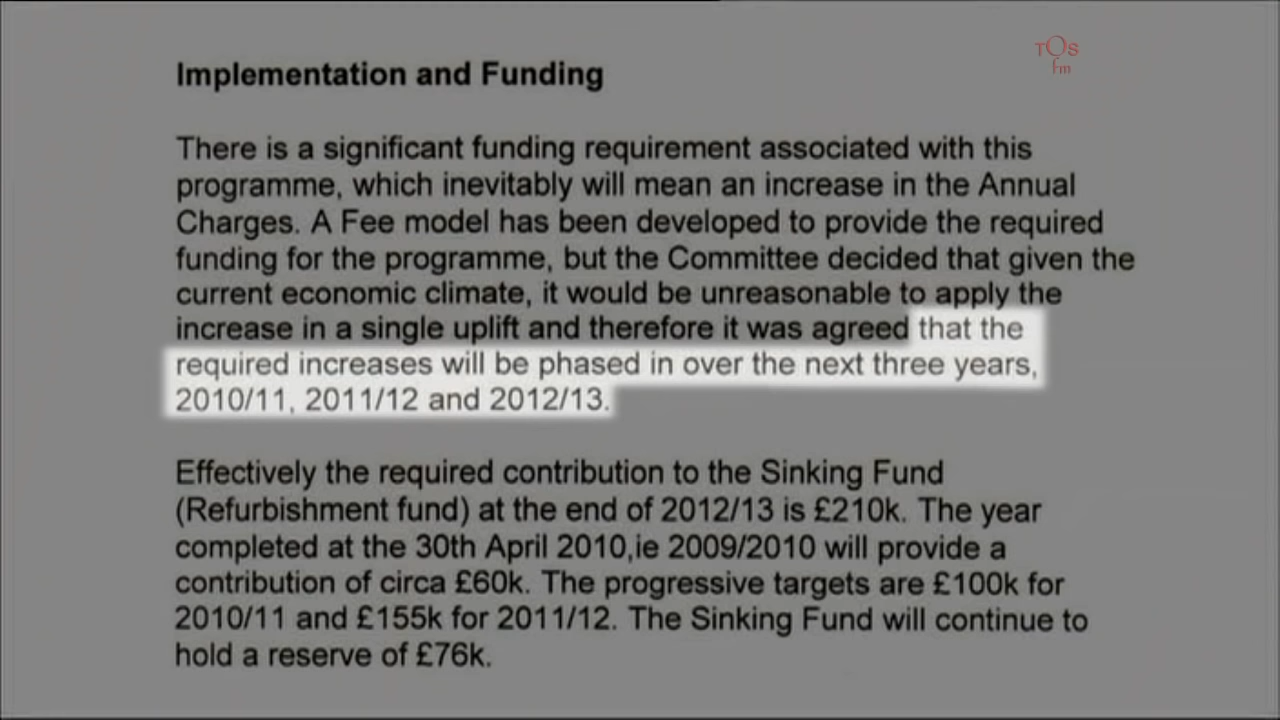 TOS
fm
Implementation and Funding
There is a significant funding requirement associated with this
programme, which inevitably will mean an increase in the Annual
Charges. A Fee model has been developed to provide the required
funding for the programme, but the Committee decided that given the
current economic climate, it would be unreasonable to apply the
increase in a single uplift and therefore it was agreed that the
required increases will be phased in over the next three years,
2010/11, 2011/12 and 2012/13.
Effectively the required contribution to the Sinking Fund
(Refurbishment fund) at the end of 2012/13 is £210k. The year
completed at the 30th April 2010,ie 2009/2010 will provide a
contribution of circa £60k. The progressive targets are £100k for
2010/11 and £155k for 2011/12. The Sinking Fund will continue to
hold a reserve of £76k.